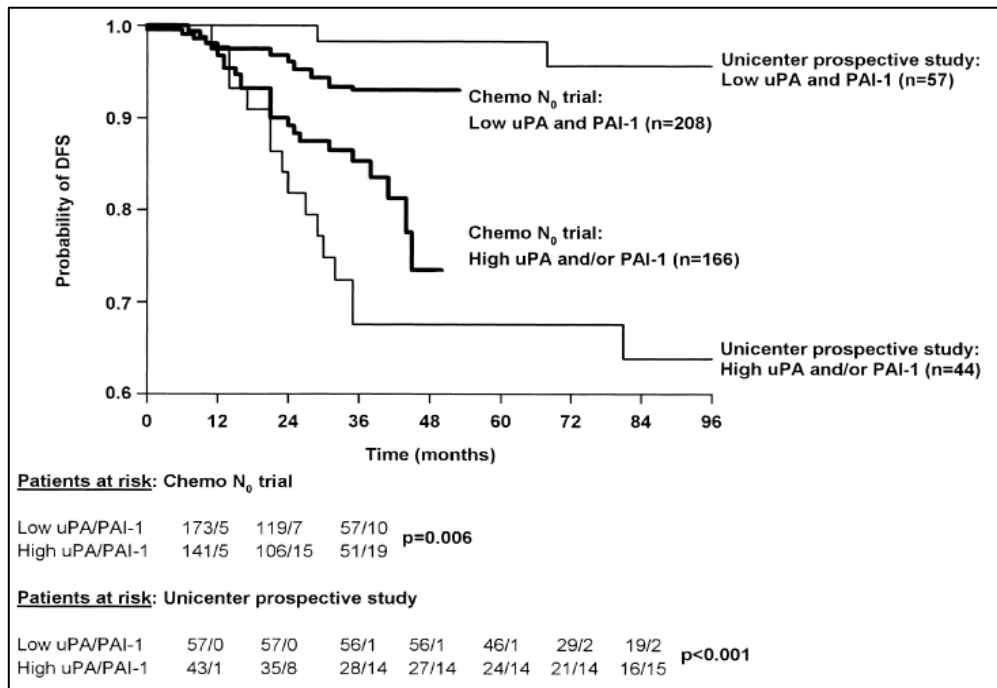 1.0
0.9
0.8
0.7
0.6
Probability of DFS
0 12 24 36 48 60 72 84 96
Time (months)
Unicenter prospective study:
Low uPA and PAI-1 (n=57)
Chemo N₀ trial:
Low uPA and PAI-1 (n=208)
Chemo N₀ trial:
High uPA and/or PAI-1 (n=166)
Unicenter prospective study:
High uPA and/or PAI-1 (n=44)
Patients at risk: Chemo N₀ trial
Low uPA/PAI-1 173/5 119/7 57/10
High uPA/PAI-1 141/5 106/15 51/19
p=0.006
Patients at risk: Unicenter prospective study
Low uPA/PAI-1 57/0 57/0 56/1 56/1 46/1 29/2 19/2
High uPA/PAI-1 43/1 35/8 28/14 27/14 24/14 21/14 16/15
p<0.001